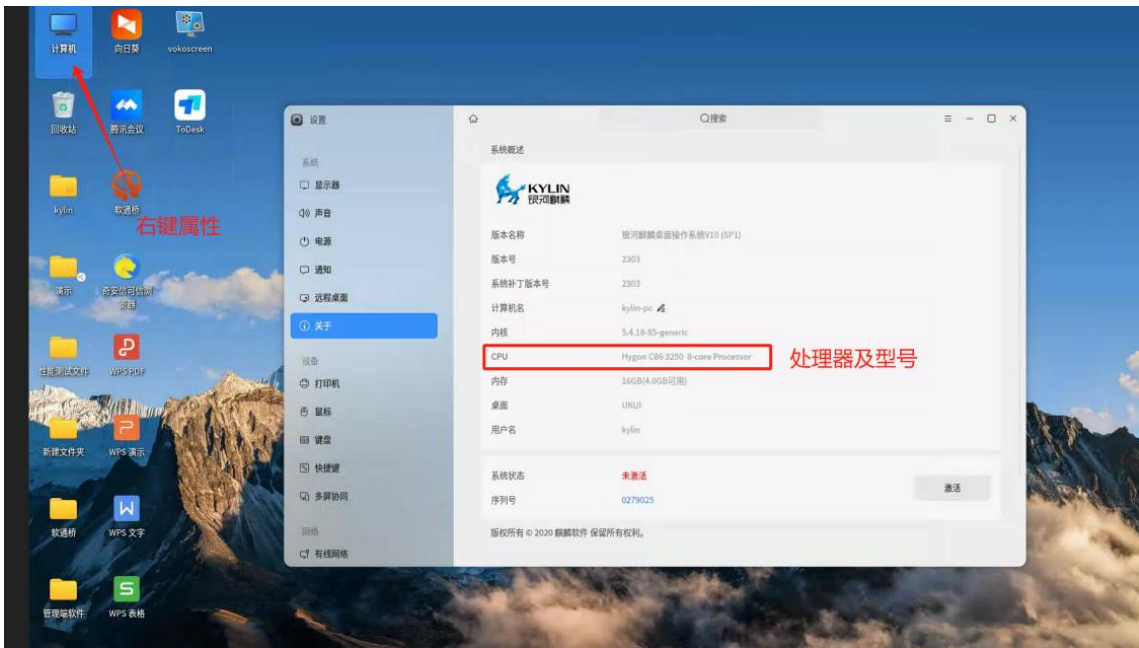 计算机
向日葵
vokoscreen
回收站
腾讯会议
ToDesk
kylin
软通桥
右键属性
演示
奇安信可信浏
览器
WPS PDF
新建文件夹
WPS 演示
软通桥
WPS 文字
管理端软件
WPS 表格
设置
搜索
系统
显示器
声音
电源
通知
远程桌面
关于
设备
打印机
鼠标
键盘
快捷键
多屏协同
网络
有线网络
系统概述
KYLIN
银河麒麟
版本名称 银河麒麟桌面操作系统V10 (SP1)
版本号 2303
系统补丁版本号 2303
计算机名 kylin-pc
内核 5.4.18-85-generic
CPU Hygon C86 3250 8-core Processor
处理器及型号
内存 16GB(4.0GB可用)
桌面 UKUI
用户名 kylin
系统状态 未激活
激活
序列号 0279025
版权所有 © 2020 麒麟软件 保留所有权利。